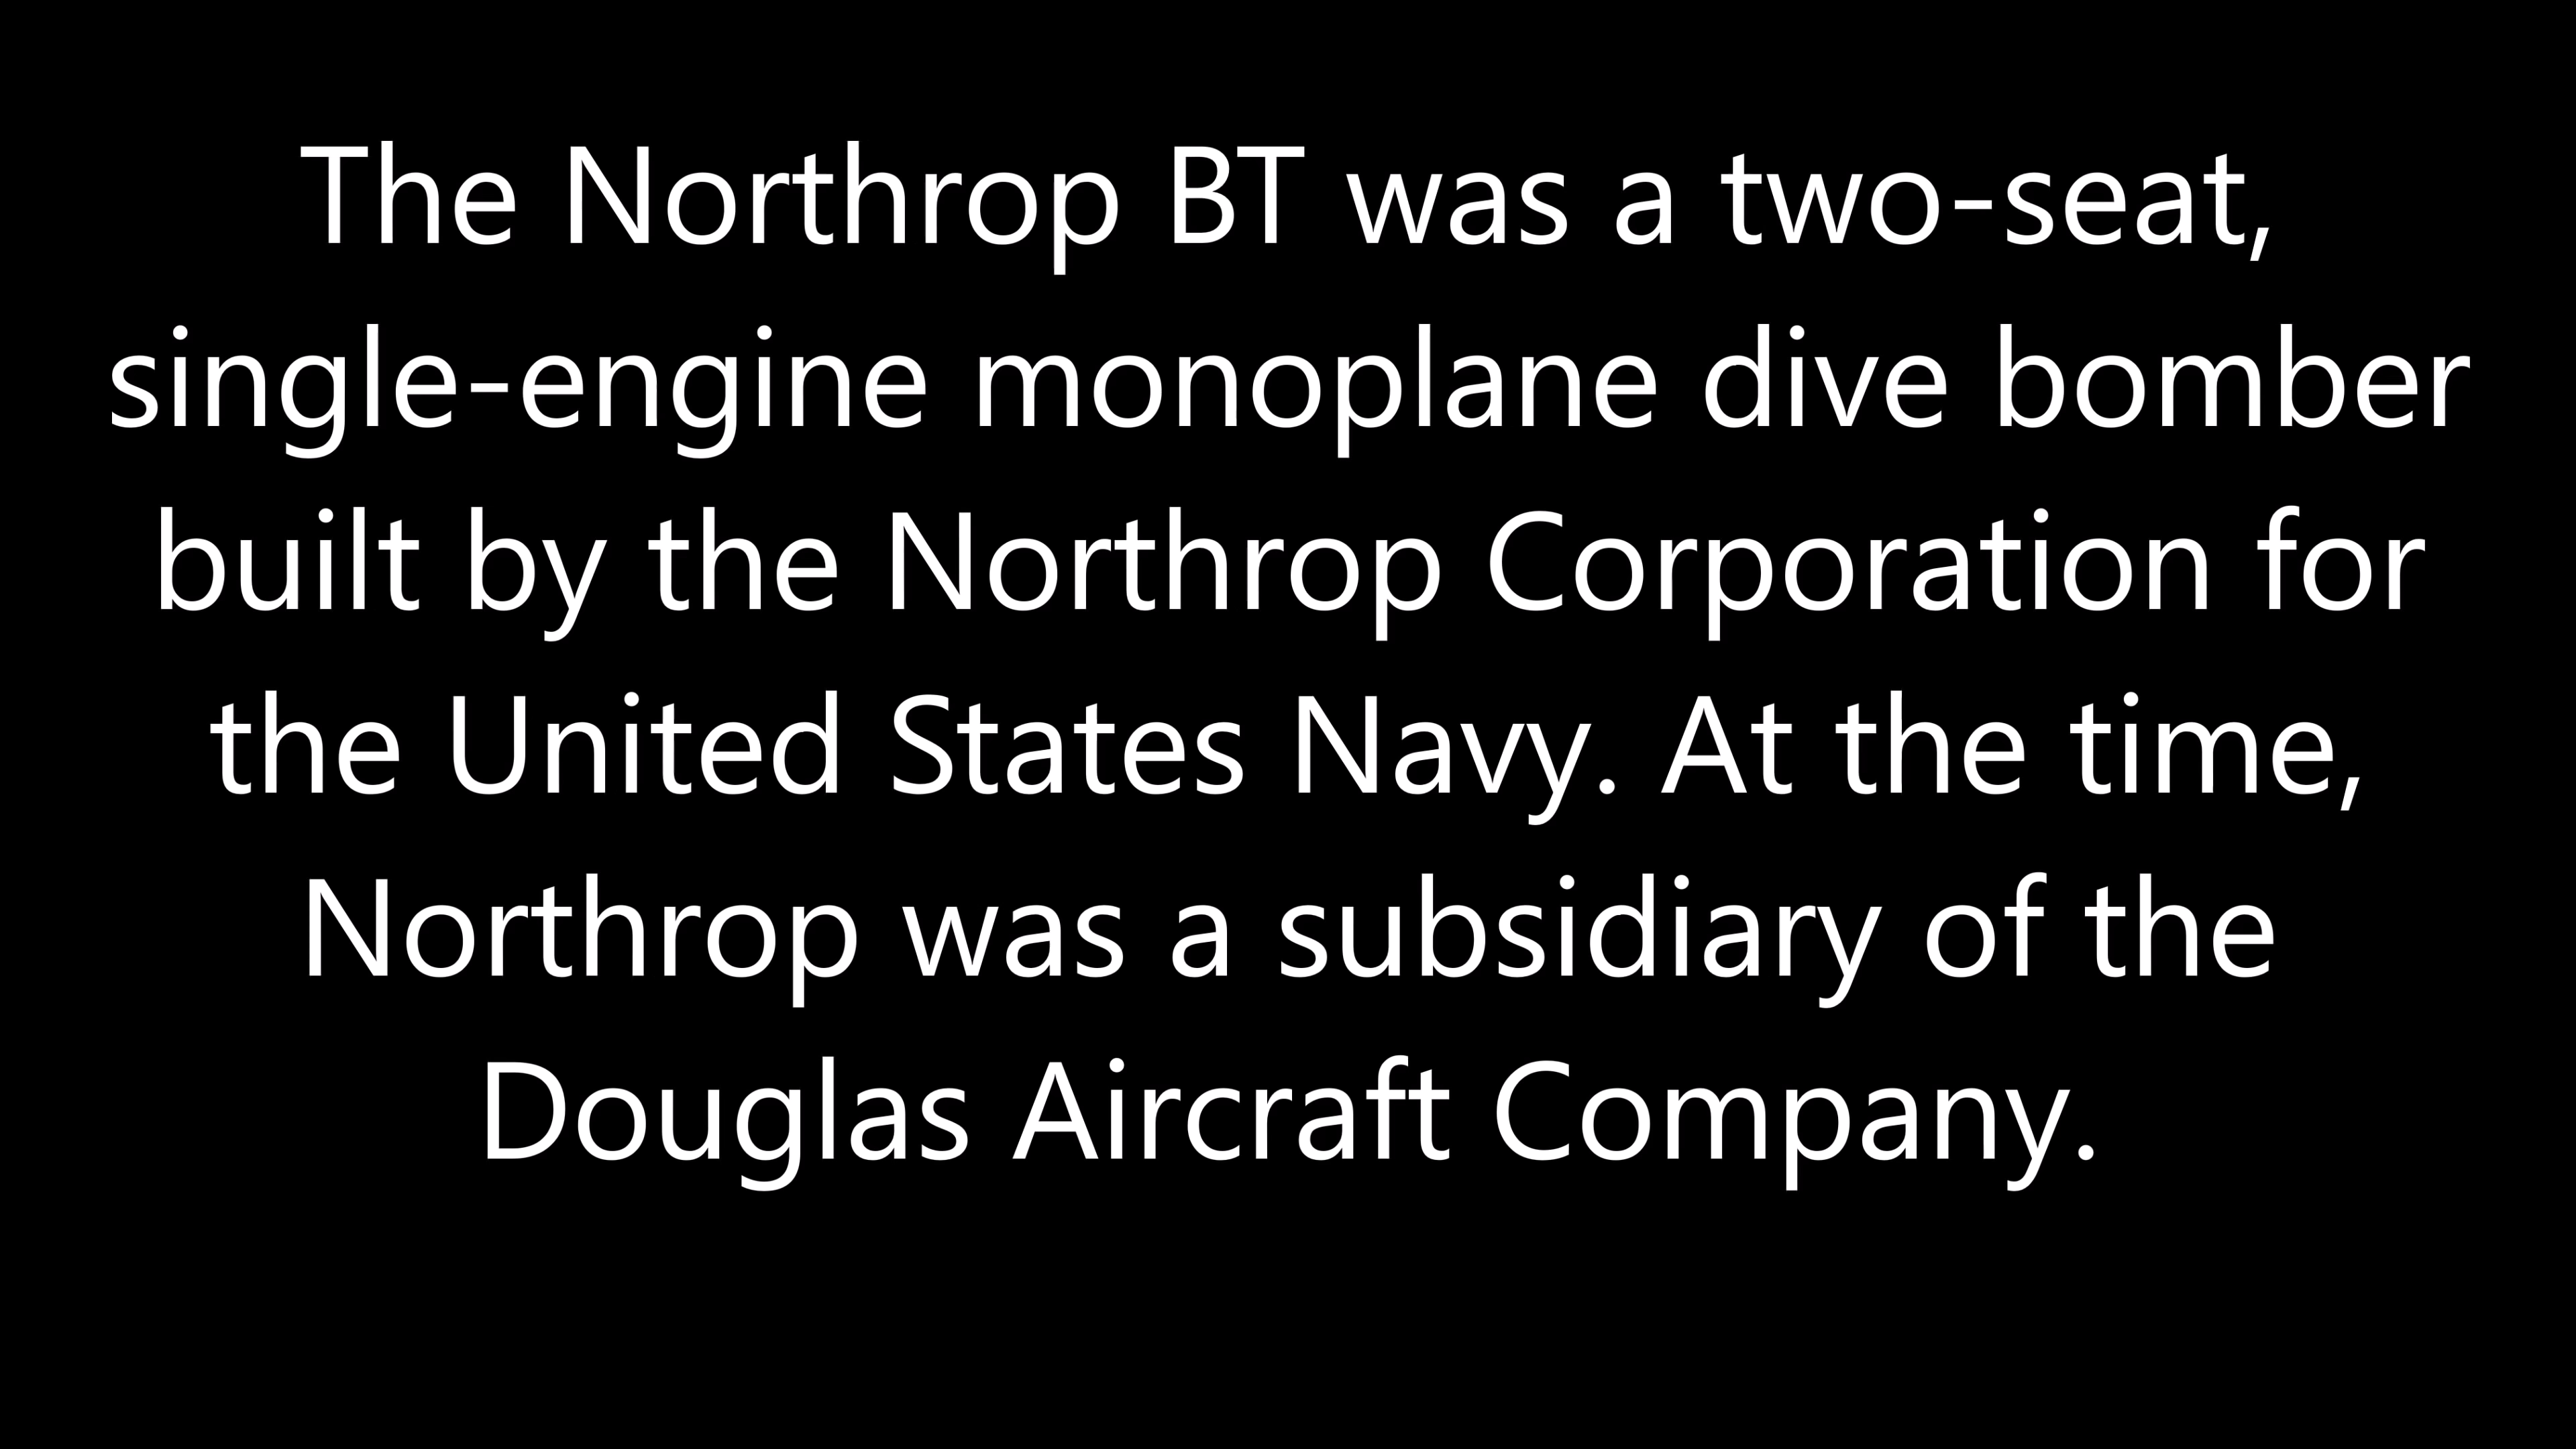 The Northrop BT was a two-seat,
single-engine monoplane dive bomber
built by the Northrop Corporation for
the United States Navy. At the time,
Northrop was a subsidiary of the
Douglas Aircraft Company.